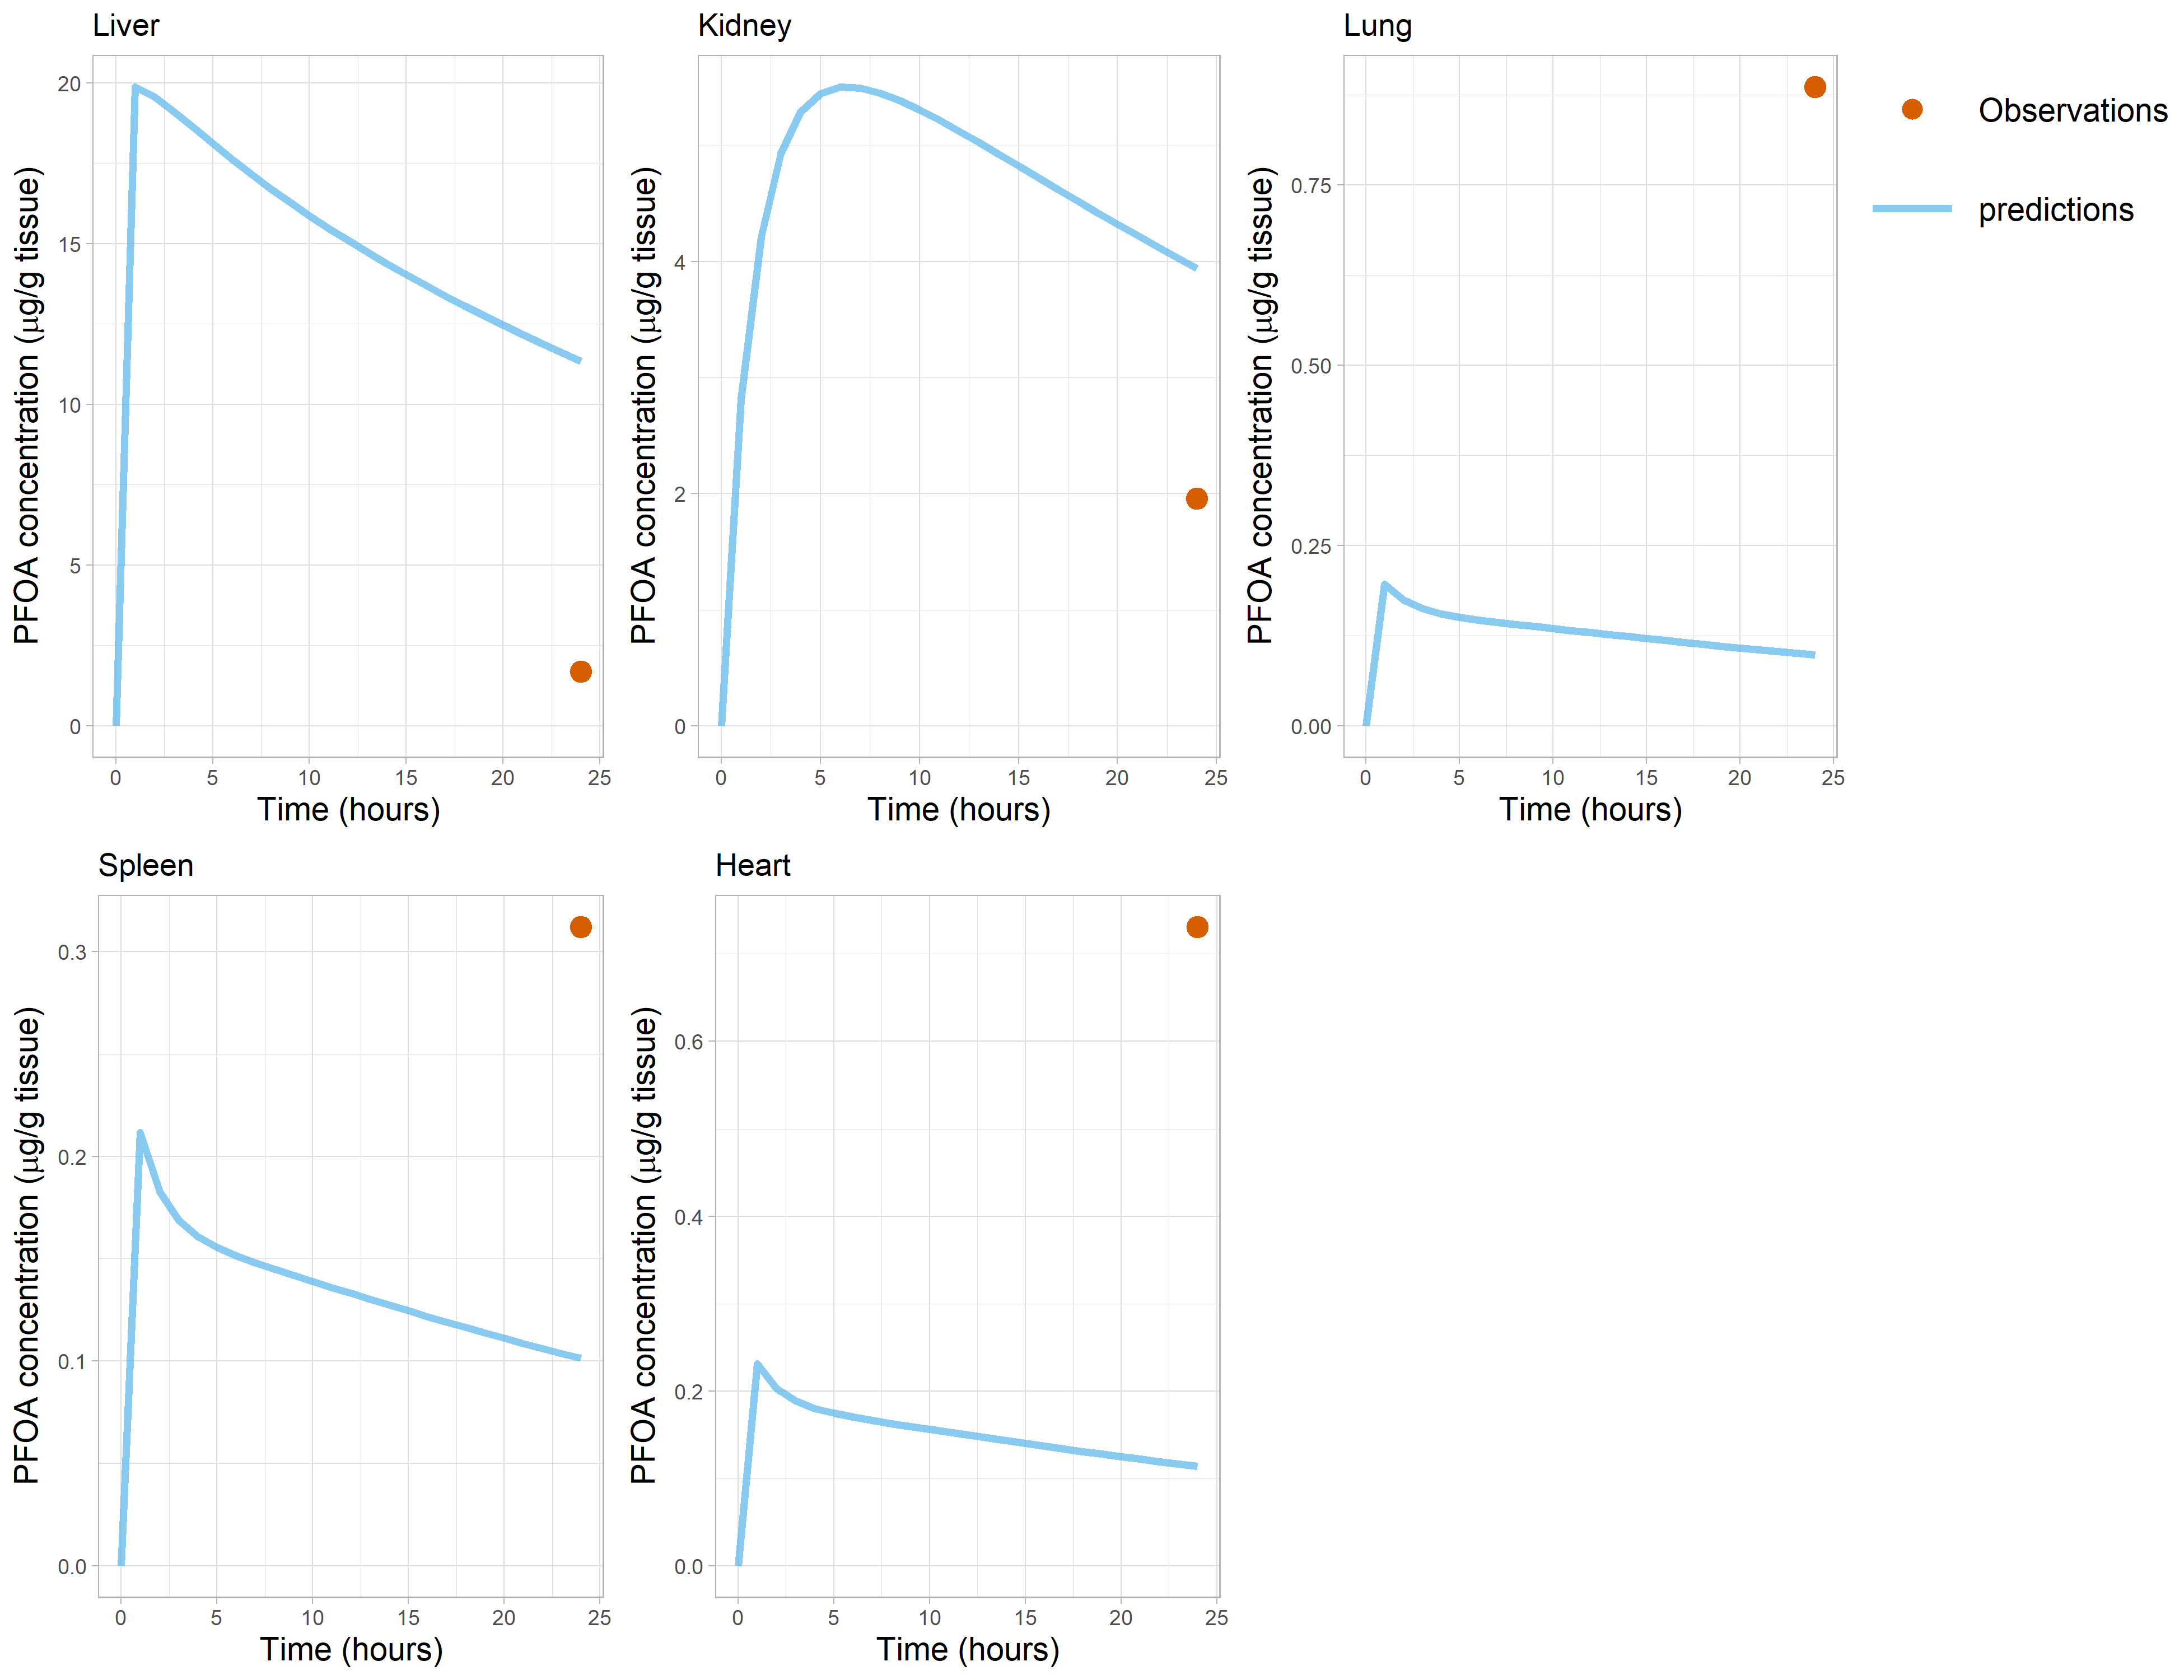 Liver
PFOA concentration (μg/g tissue)
20
15
10
5
0
0 5 10 15 20 25
Time (hours)
Kidney
PFOA concentration (μg/g tissue)
4
2
0
0 5 10 15 20 25
Time (hours)
Lung
PFOA concentration (μg/g tissue)
0.75
0.50
0.25
0.00
0 5 10 15 20 25
Time (hours)
Observations
predictions
Spleen
PFOA concentration (μg/g tissue)
0.3
0.2
0.1
0.0
0 5 10 15 20 25
Time (hours)
Heart
PFOA concentration (μg/g tissue)
0.6
0.4
0.2
0.0
0 5 10 15 20 25
Time (hours)